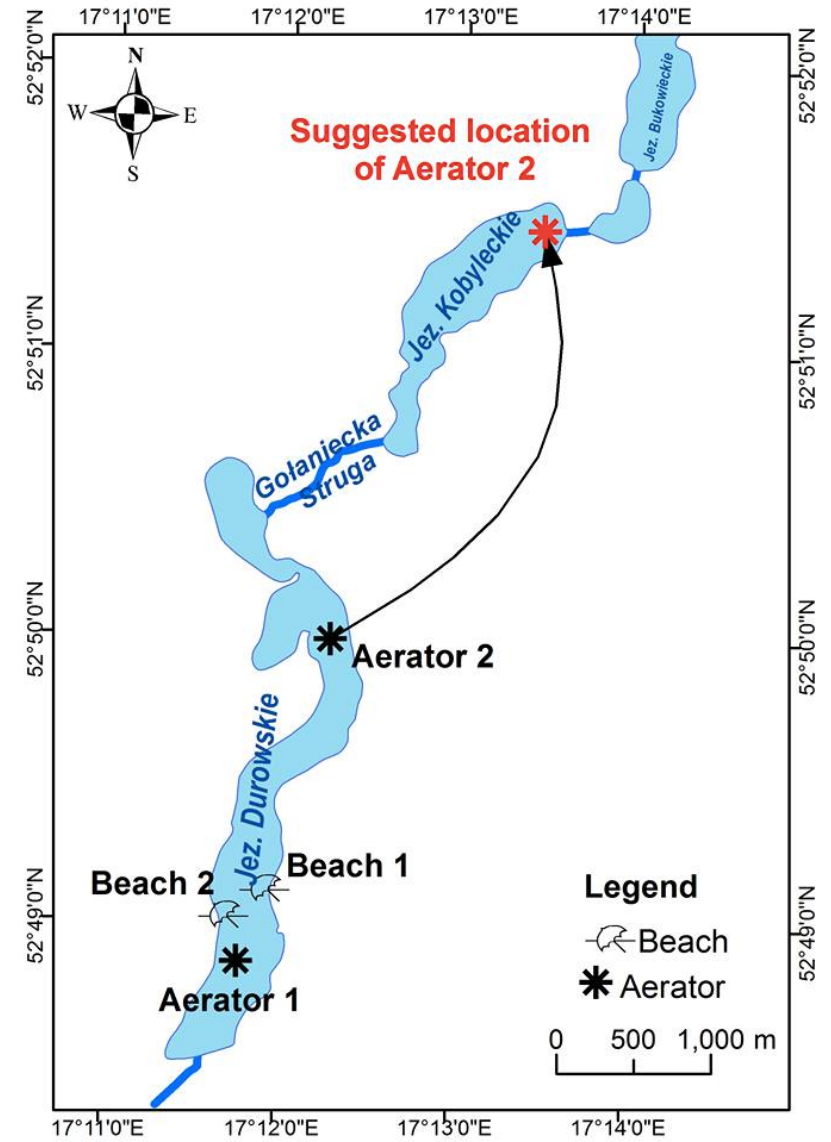 17°11'0"E
17°12'0"E
17°13'0"E
17°14'0"E
52°52'0"N
52°52'0"N
N
W
E
S
Suggested location
of Aerator 2
Jez. Bukowieckie
Jez. Kobyleckie
52°51'0"N
52°51'0"N
Gołaniecka
Struga
52°50'0"N
52°50'0"N
Aerator 2
Jez. Durowskie
Beach 1
Beach 2
52°49'0"N
52°49'0"N
Aerator 1
Legend
Beach
Aerator
0 500 1,000 m
17°11'0"E
17°12'0"E
17°13'0"E
17°14'0"E